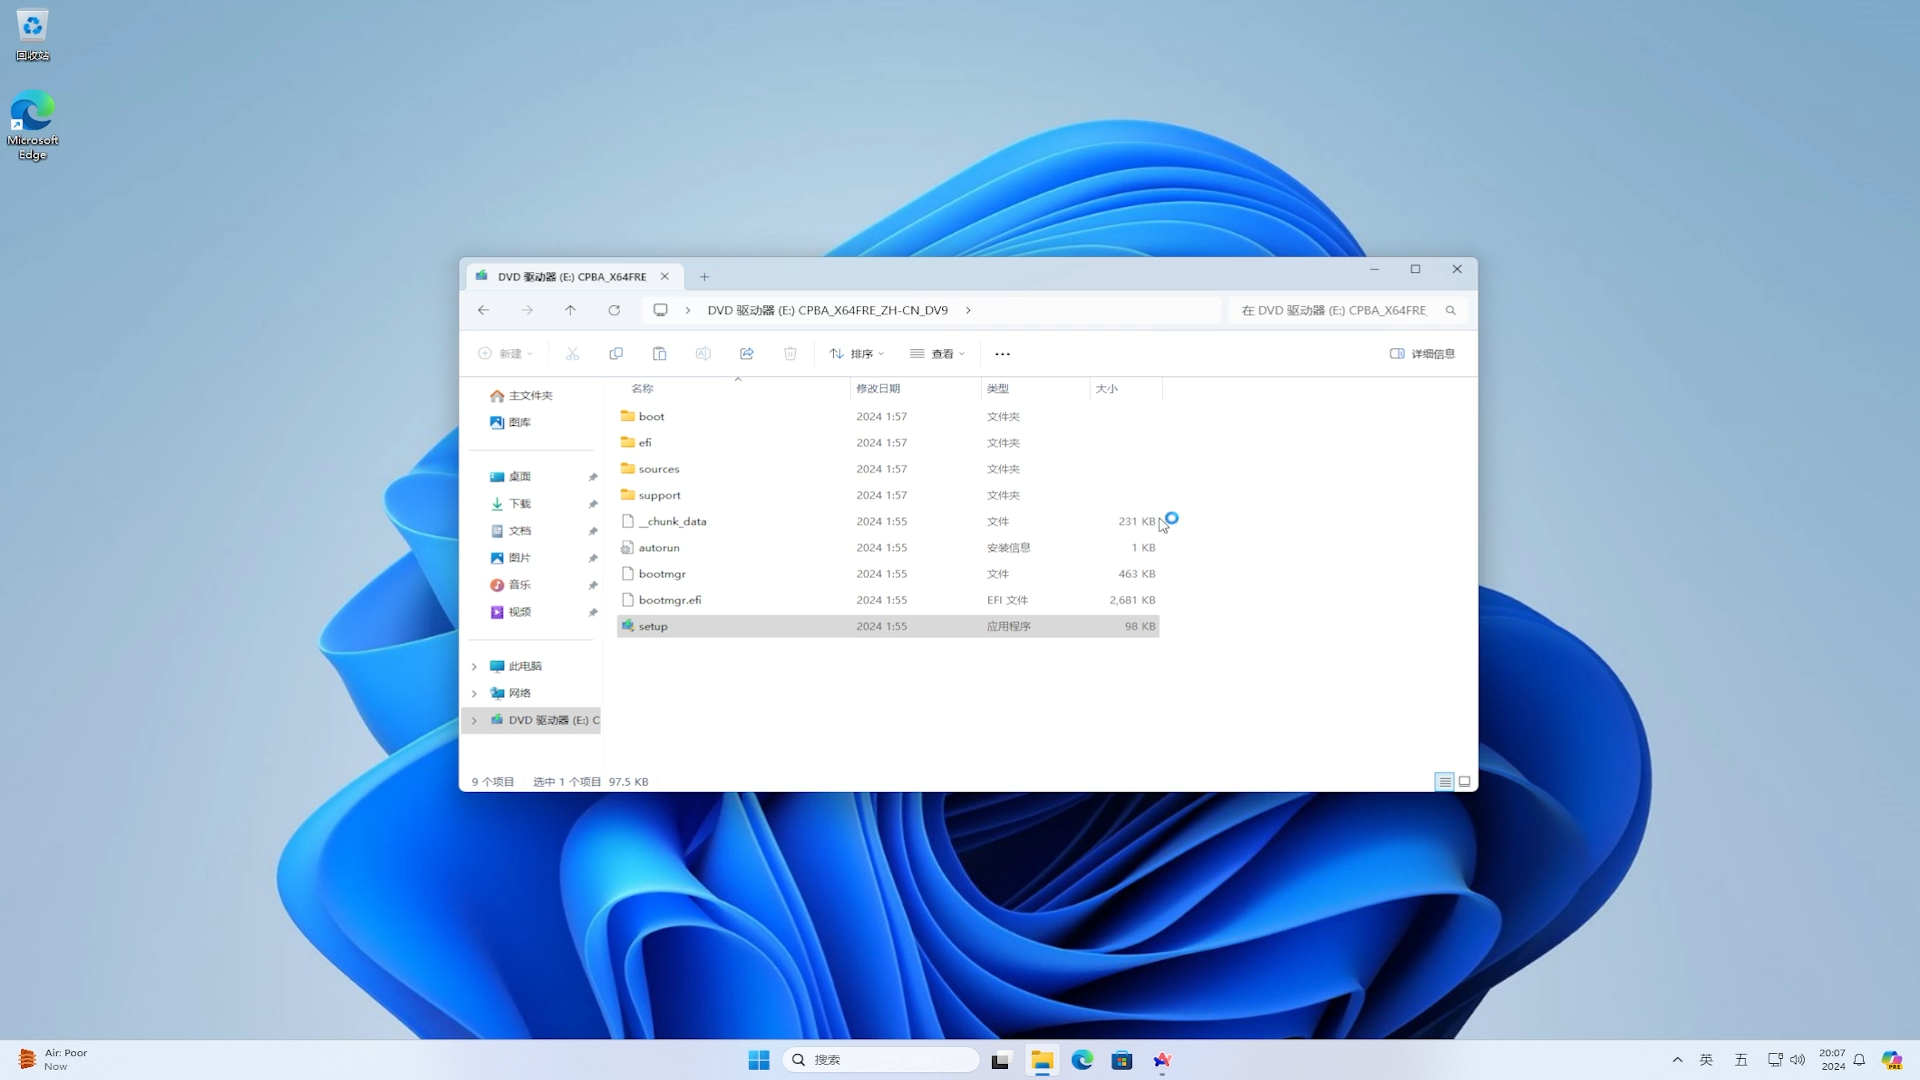 回收站
Microsoft
Edge
DVD 驱动器 (E:) CPBA_X64FRE
DVD 驱动器 (E:) CPBA_X64FRE_ZH-CN_DV9
在 DVD 驱动器 (E:) CPBA_X64FRE_
新建
排序
查看
详细信息
名称 修改日期 类型 大小
主文件夹
图库
桌面
下载
文档
图片
音乐
视频
此电脑
网络
DVD 驱动器 (E:) C
boot 2024 1:57 文件夹
efi 2024 1:57 文件夹
sources 2024 1:57 文件夹
support 2024 1:57 文件夹
__chunk_data 2024 1:55 文件 231 KB
autorun 2024 1:55 安装信息 1 KB
bootmgr 2024 1:55 文件 463 KB
bootmgr.efi 2024 1:55 EFI 文件 2,681 KB
setup 2024 1:55 应用程序 98 KB
9 个项目 选中 1 个项目 97.5 KB
Air: Poor
Now
搜索
英
五
20:07
2024
PRE